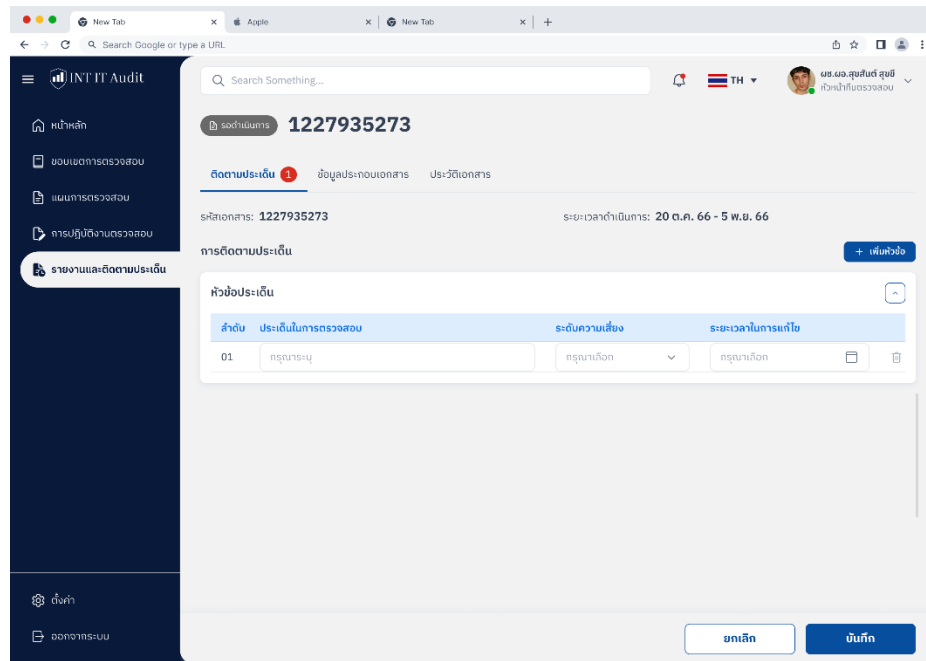 New Tab
Apple
New Tab
Search Google or type a URL
INT IT Audit
Search Something...
TH
ผช.ผอ.สุขสันต์ สุขขี
หัวหน้าทีมตรวจสอบ
หน้าหลัก
ขอบเขตการตรวจสอบ
แผนการตรวจสอบ
การปฏิบัติงานตรวจสอบ
รายงานและติดตามประเด็น
รอดำเนินการ 1227935273
ติดตามประเด็น 1 ข้อมูลประกอบเอกสาร ประวัติเอกสาร
รหัสเอกสาร: 1227935273 ระยะเวลาดำเนินการ: 20 ต.ค. 66 - 5 พ.ย. 66
การติดตามประเด็น + เพิ่มหัวข้อ
หัวข้อประเด็น
ลำดับ ประเด็นในการตรวจสอบ ระดับความเสี่ยง ระยะเวลาในการแก้ไข
01 กรุณาระบุ กรุณาเลือก กรุณาเลือก
ตั้งค่า
ออกจากระบบ
ยกเลิก บันทึก